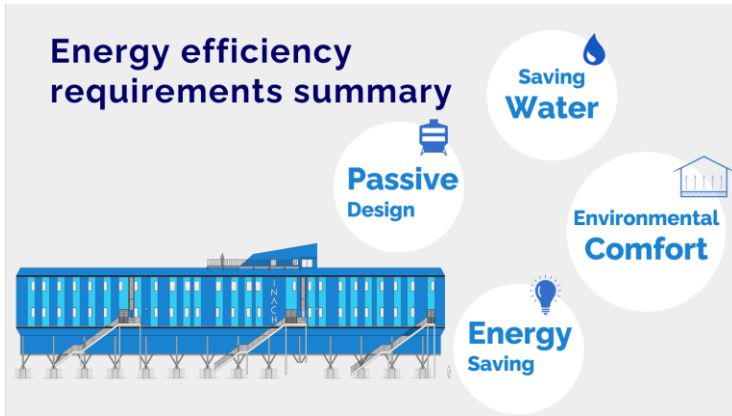 Energy efficiency
requirements summary
Saving
Water
Passive
Design
Environmental
Comfort
INACH
Energy
Saving